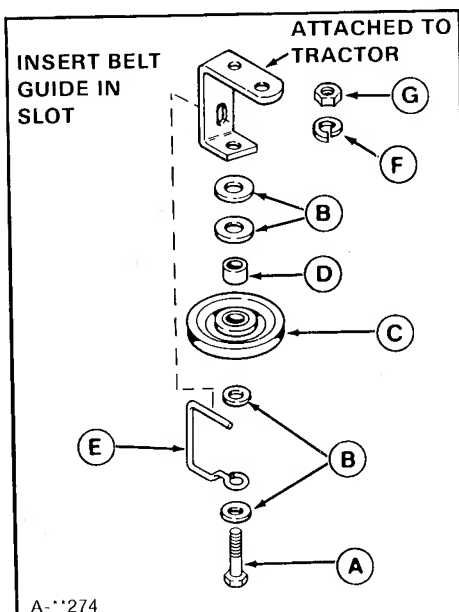 INSERT BELT
GUIDE IN
SLOT
ATTACHED TO
TRACTOR
G
F
B
D
C
E
B
A